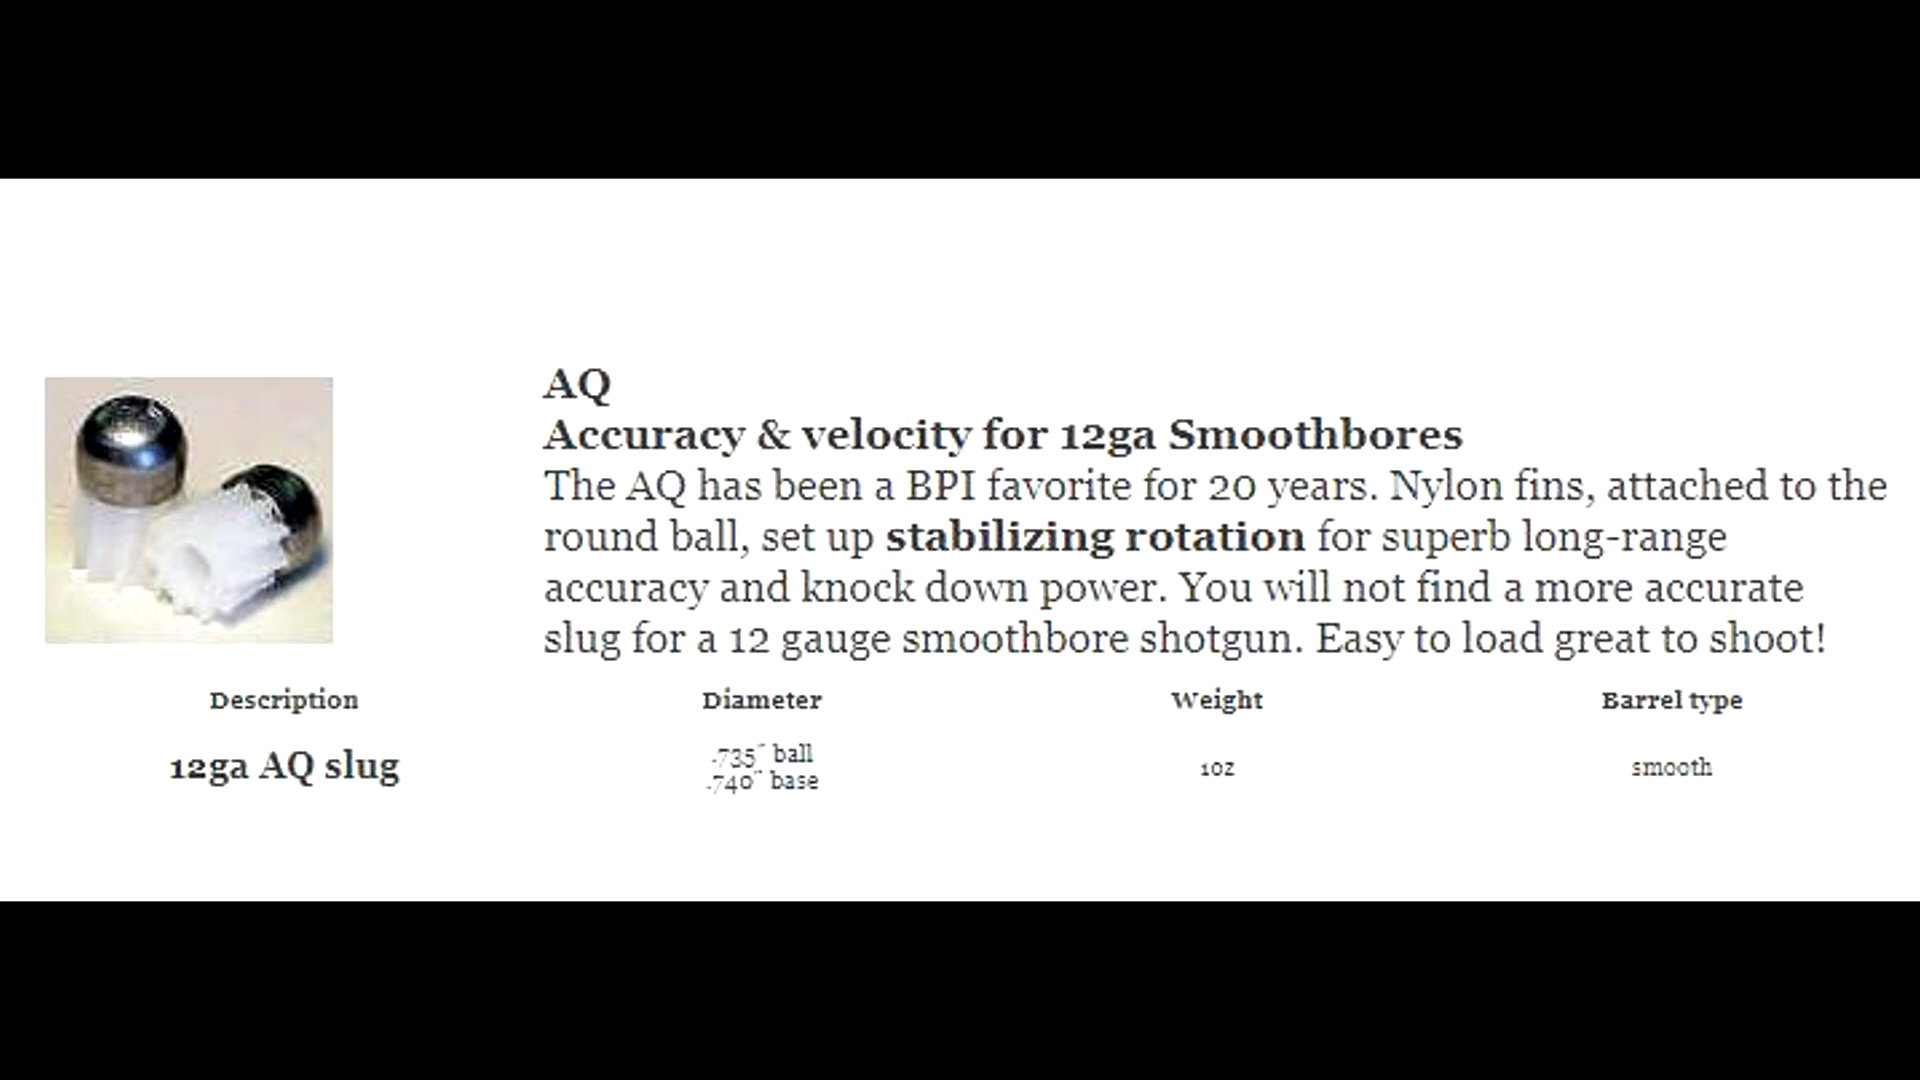 AQ
Accuracy & velocity for 12ga Smoothbores
The AQ has been a BPI favorite for 20 years. Nylon fins, attached to the
round ball, set up stabilizing rotation for superb long-range
accuracy and knock down power. You will not find a more accurate
slug for a 12 gauge smoothbore shotgun. Easy to load great to shoot!
Description Diameter Weight Barrel type
12ga AQ slug .735″ ball 1oz smooth
.740″ base